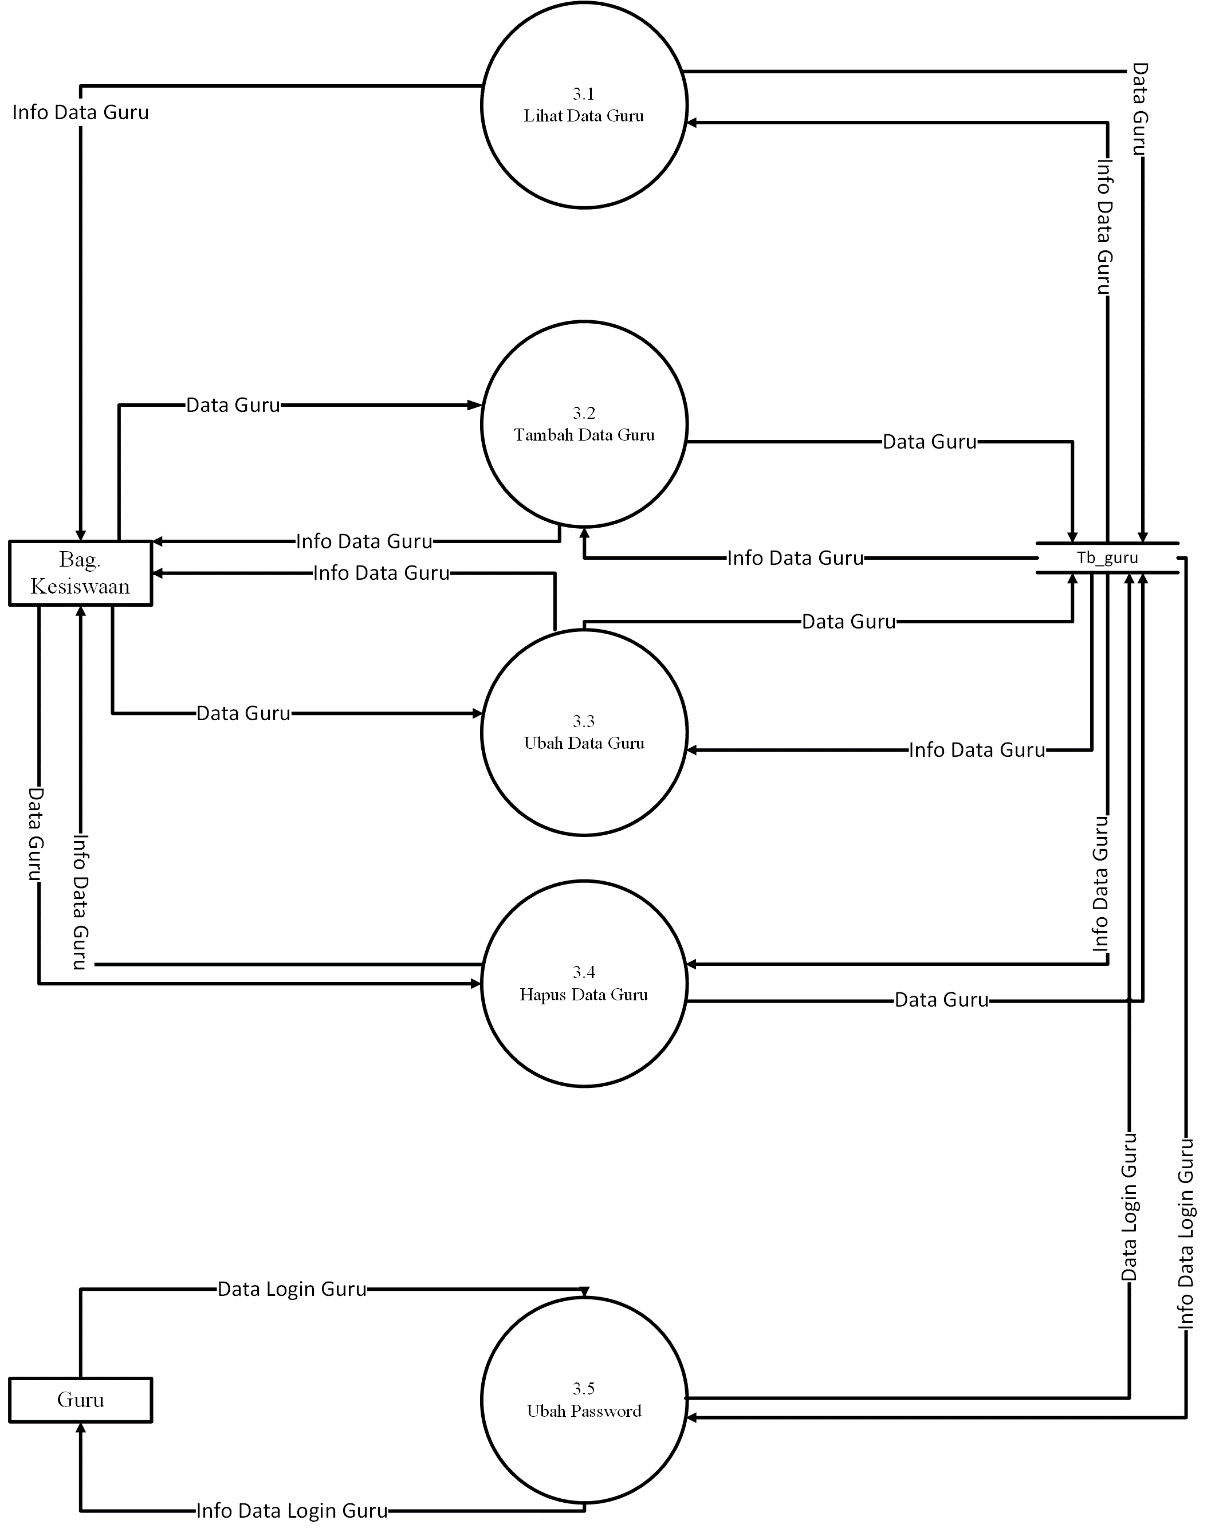 3.1
Lihat Data Guru
Info Data Guru
Data Guru
Info Data Guru
Data Guru
3.2
Tambah Data Guru
Data Guru
Info Data Guru
Info Data Guru
Bag.
Kesiswaan
Tb_guru
Info Data Guru
Data Guru
Data Guru
3.3
Ubah Data Guru
Info Data Guru
Data Guru
Info Data Guru
Info Data Guru
3.4
Hapus Data Guru
Data Guru
Data Login Guru
Info Data Login Guru
Data Login Guru
Guru
3.5
Ubah Password
Info Data Login Guru